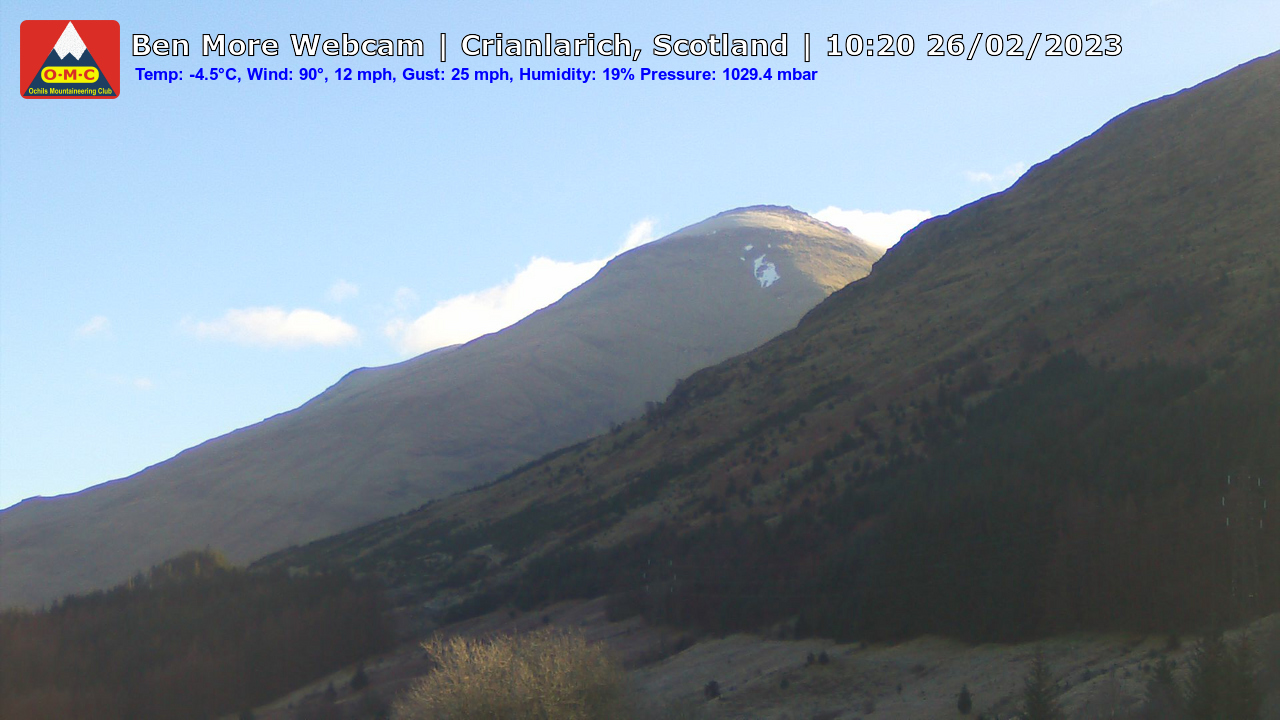 Ben More Webcam | Crianlarich, Scotland | 10:20 26/02/2023
Temp: -4.5°C, Wind: 90°, 12 mph, Gust: 25 mph, Humidity: 19% Pressure: 1029.4 mbar
O-M-C
Ochils Mountaineering Club